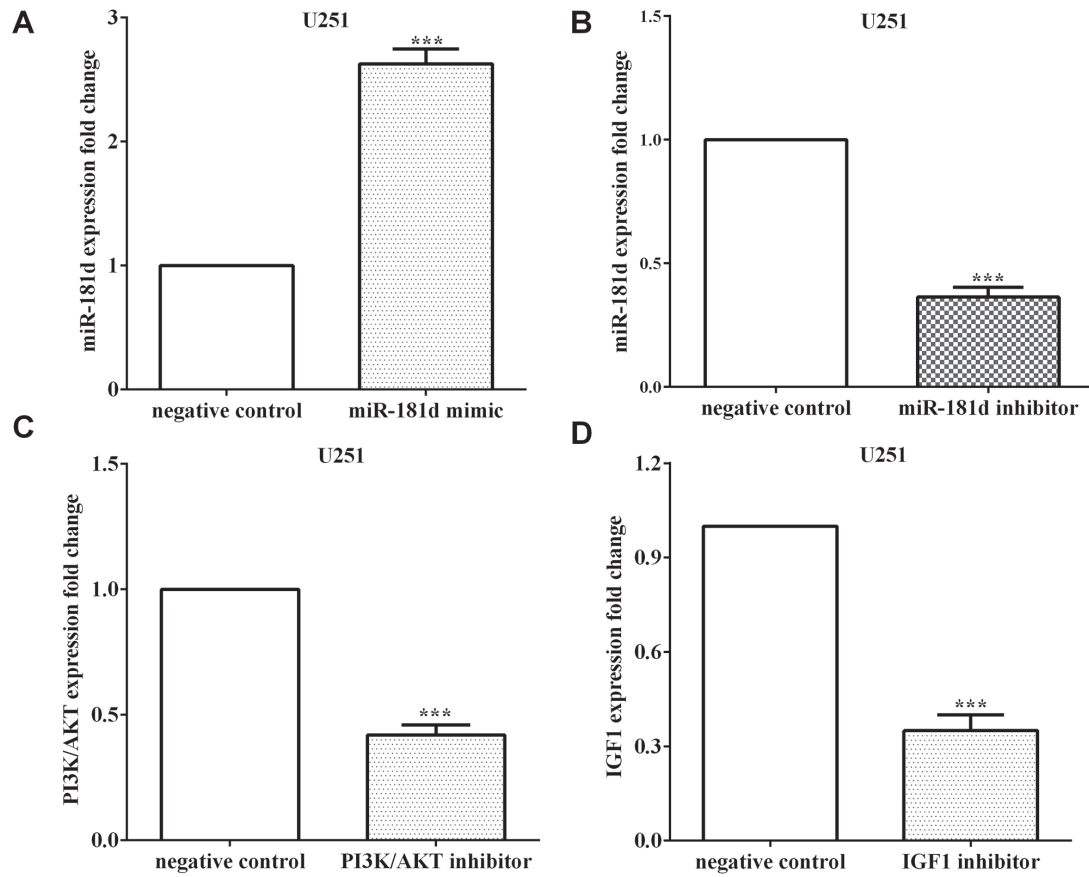 A
U251
miR-181d expression fold change
3
2
1
0
***
negative control
miR-181d mimic
B
U251
miR-181d expression fold change
1.5
1.0
0.5
0.0
***
negative control
miR-181d inhibitor
C
U251
PI3K/AKT expression fold change
1.5
1.0
0.5
0.0
***
negative control
PI3K/AKT inhibitor
D
U251
IGF1 expression fold change
1.2
0.9
0.6
0.3
0.0
***
negative control
IGF1 inhibitor